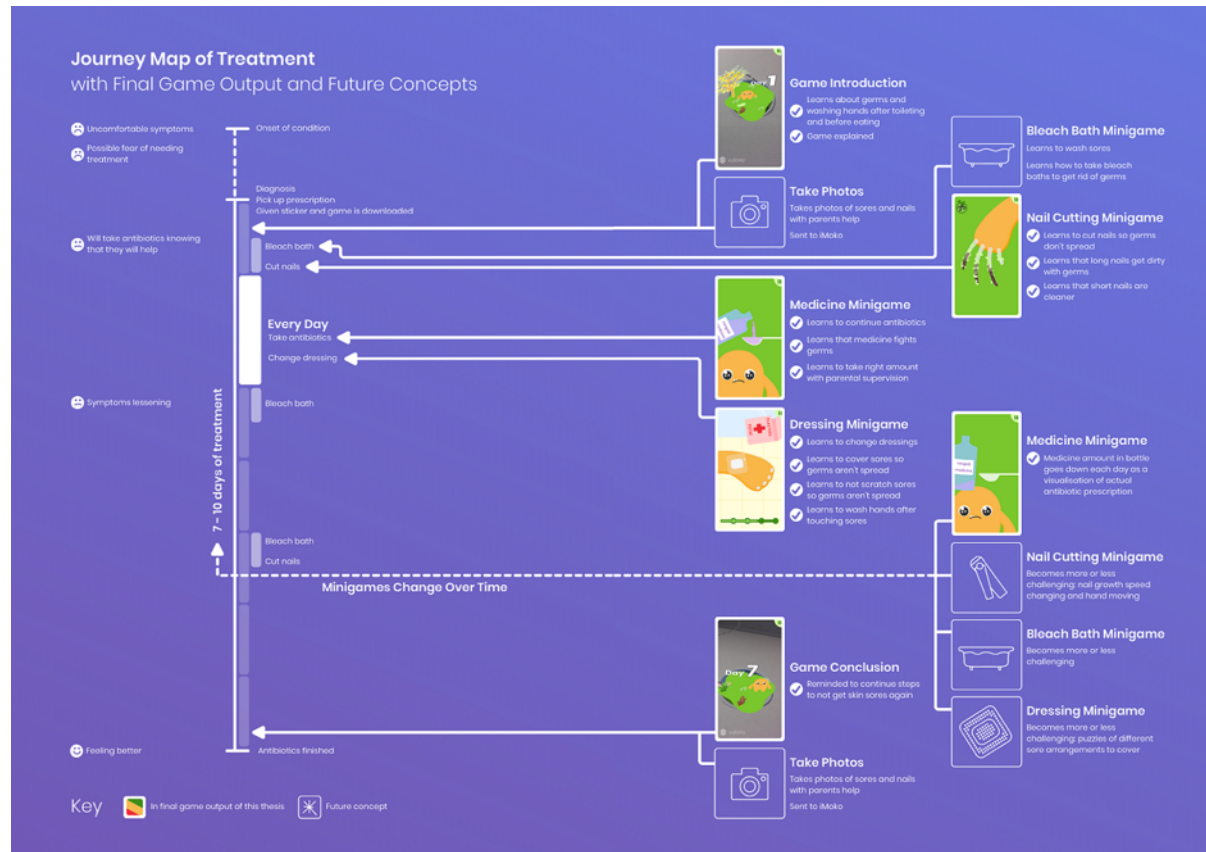 Journey Map of Treatment
with Final Game Output and Future Concepts
Uncomfortable symptoms
Possible fear of needing
treatment
Will take antibiotics knowing
that they will help
Symptoms lessening
Feeling better
Onset of condition
Diagnosis
Pick up prescription
Given sticker and game is downloaded
Bleach bath
Cut nails
Every Day
Take antibiotics
Change dressing
Bleach bath
7 - 10 days of treatment
Bleach bath
Cut nails
Minigames Change Over Time
Antibiotics finished
Day 1
Game Introduction
Learns about germs and
washing hands after toileting
and before eating
Game explained
Take Photos
Takes photos of sores and nails
with parents help
Sent to iMoko
Bleach Bath Minigame
Learns to wash sores
Learns how to take bleach
baths to get rid of germs
Nail Cutting Minigame
Learns to cut nails so germs
don't spread
Learns that long nails get dirty
with germs
Learns that short nails are
cleaner
Medicine Minigame
Learns to continue antibiotics
Learns that medicine fights
germs
Learns to take right amount
with parental supervision
Dressing Minigame
Learns to change dressings
Learns to cover sores so
germs aren't spread
Learns to not scratch sores
so germs aren't spread
Learns to wash hands after
touching sores
Medicine Minigame
Medicine amount in bottle
goes down each day as a
visualisation of actual
antibiotic prescription
Nail Cutting Minigame
Becomes more or less
challenging: nail growth speed
changing and hand moving
Bleach Bath Minigame
Becomes more or less
challenging
Dressing Minigame
Becomes more or less
challenging: puzzles of different
sore arrangements to cover
Day 7
Game Conclusion
Reminded to continue steps
to not get skin sores again
Take Photos
Takes photos of sores and nails
with parents help
Sent to iMoko
Key
In final game output of this thesis
Future concept